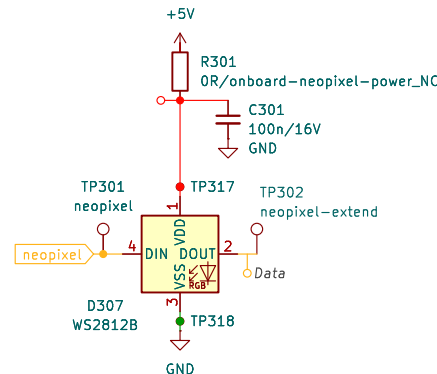 +5V
R301
0R/onboard-neopixel-power_NC
C301
100n/16V
GND
TP301
neopixel
TP317
TP302
neopixel-extend
1
VDD
neopixel
4
DIN
DOUT
2
Data
VSS
RGB
3
D307
WS2812B
TP318
GND